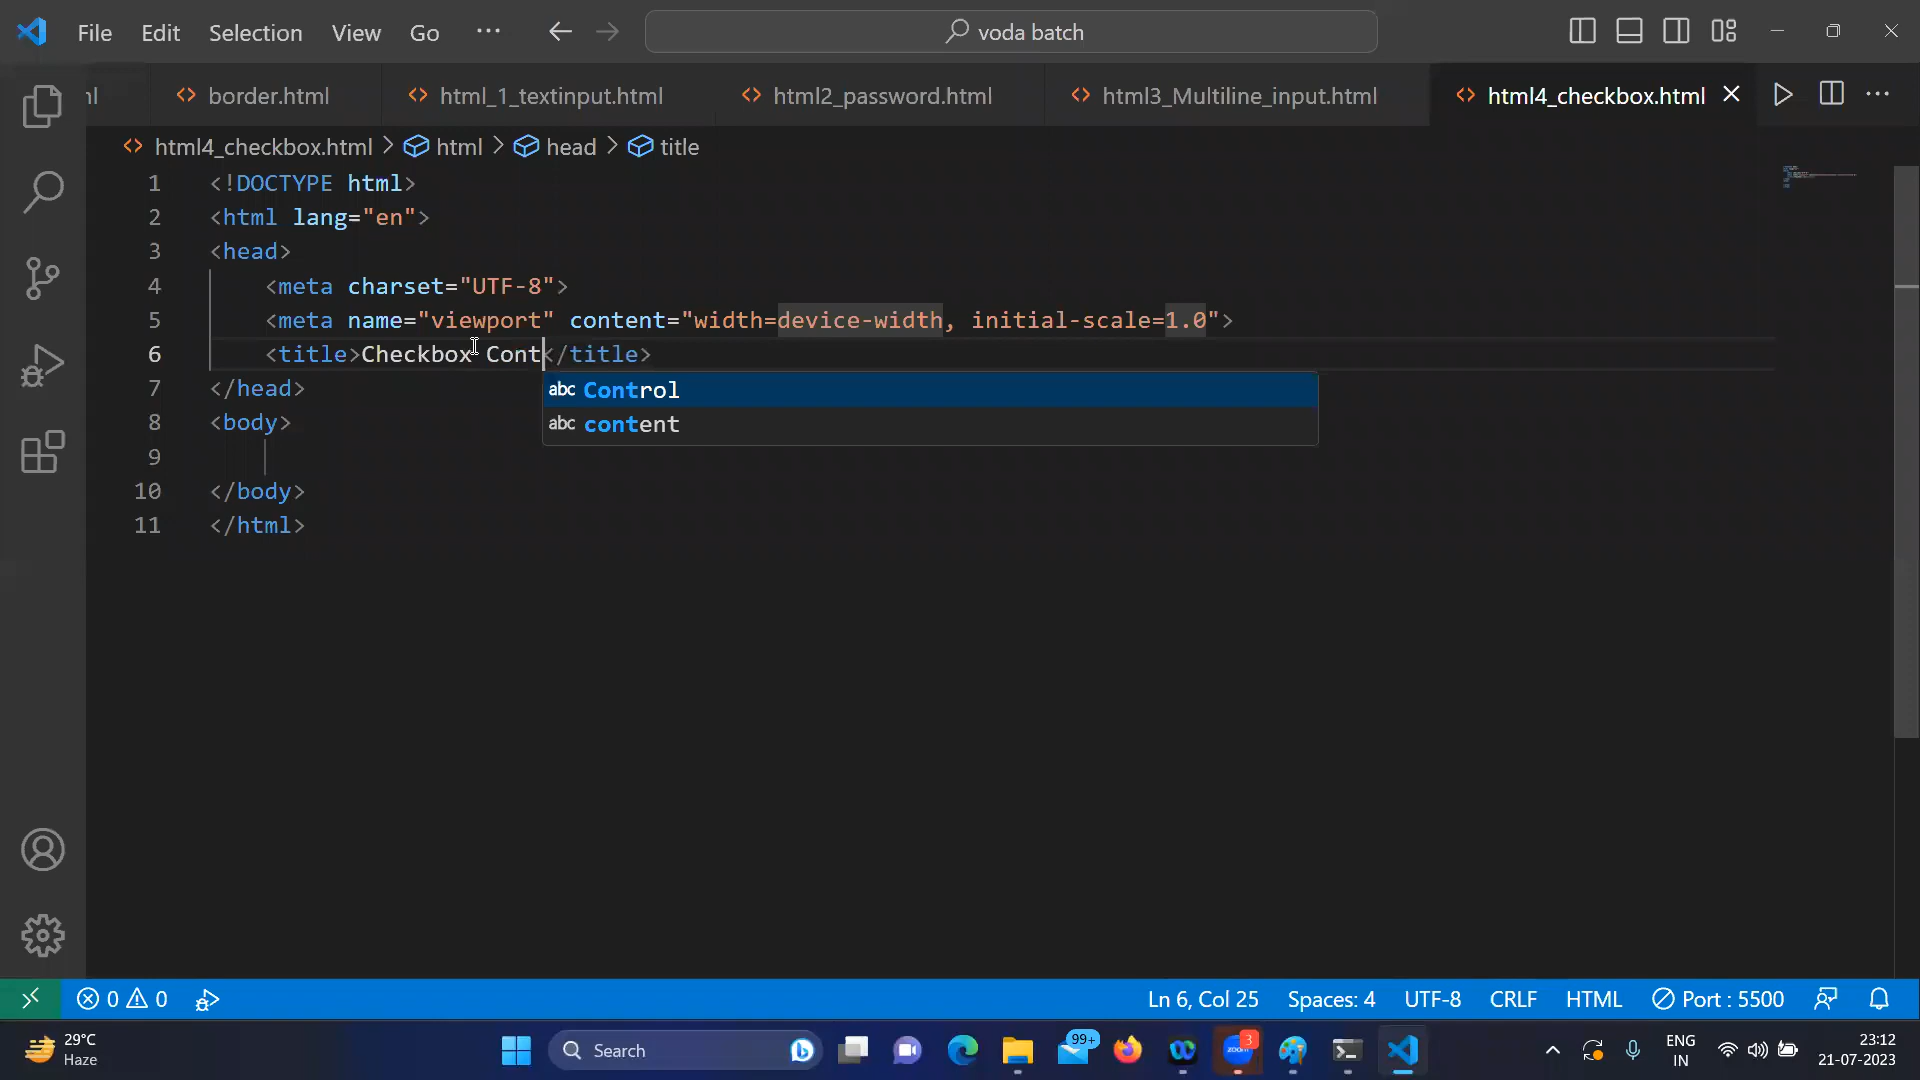 File Edit Selection View Go ··· voda batch
ml border.html html_1_textinput.html html2_password.html html3_Multiline_input.html html4_checkbox.html
html4_checkbox.html > html > head > title
1 <!DOCTYPE html>
2 <html lang="en">
3 <head>
4 <meta charset="UTF-8">
5 <meta name="viewport" content="width=device-width, initial-scale=1.0">
6 <title>Checkbox Cont</title>
abc Control
abc content
7 </head>
8 <body>
9
10 </body>
11 </html>
0 0 Ln 6, Col 25 Spaces: 4 UTF-8 CRLF HTML Port : 5500
29°C
Haze
Search
99+
zoom
3
ENG
IN
23:12
21-07-2023